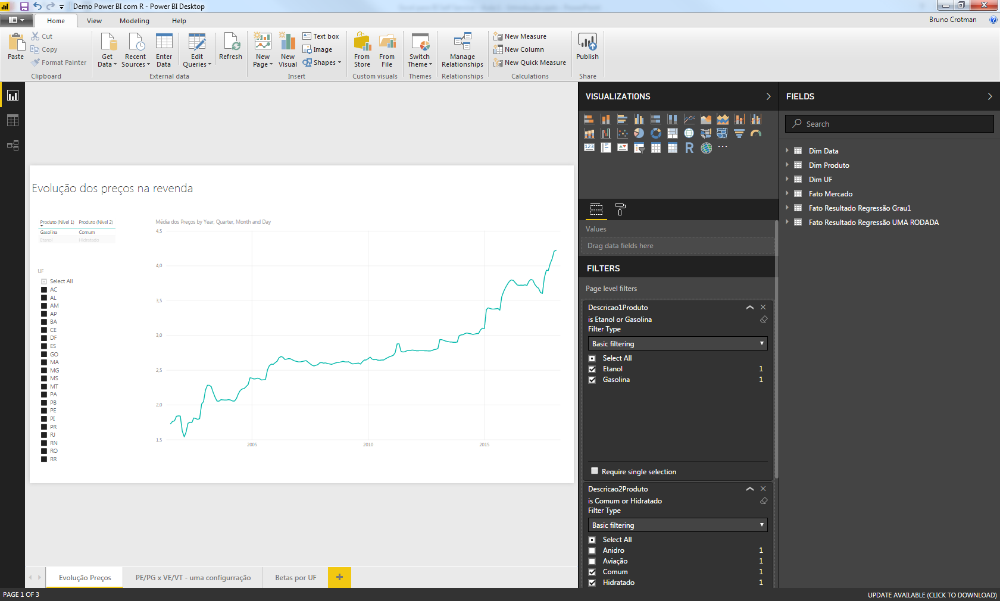 Demo Power BI com R - Power BI Desktop
Home
View
Modeling
Help
Bruno Crotman
Paste
Cut
Copy
Format Painter
Clipboard
Get Data
Recent Sources
Enter Data
Edit Queries
Refresh
External data
New Page
New Visual
Text box
Image
Shapes
Insert
From Store
From File
Custom visuals
Switch Theme
Themes
Manage Relationships
Relationships
New Measure
New Column
New Quick Measure
Calculations
Publish
Share
Evolução dos preços na revenda
Produto (Nivel 1) Produto (Nivel 2)
Gasolina Comum
Etanol Hidratado
UF
Select All
AC
AL
AM
AP
BA
CE
DF
ES
GO
MA
MG
MS
MT
PA
PB
PE
PI
PR
RJ
RN
RO
RR
Média dos Preços by Year, Quarter, Month and Day
4,5
4,0
3,5
3,0
2,5
2,0
1,5
2005 2010 2015
VISUALIZATIONS
123
R
Values
Drag data fields here
FILTERS
Page level filters
Descricao1Produto
is Etanol or Gasolina
Filter Type
Basic filtering
Select All
Etanol 1
Gasolina 1
Require single selection
Descricao2Produto
is Comum or Hidratado
Filter Type
Basic filtering
Select All
Anidro 1
Aviação 1
Comum 1
Hidratado 1
FIELDS
Search
Dim Data
Dim Produto
Dim UF
Fato Mercado
Fato Resultado Regressão Grau1
Fato Resultado Regressão UMA RODADA
Evolução Preços
PE/PG x VE/VT - uma configurração
Betas por UF
PAGE 1 OF 3
UPDATE AVAILABLE (CLICK TO DOWNLOAD)